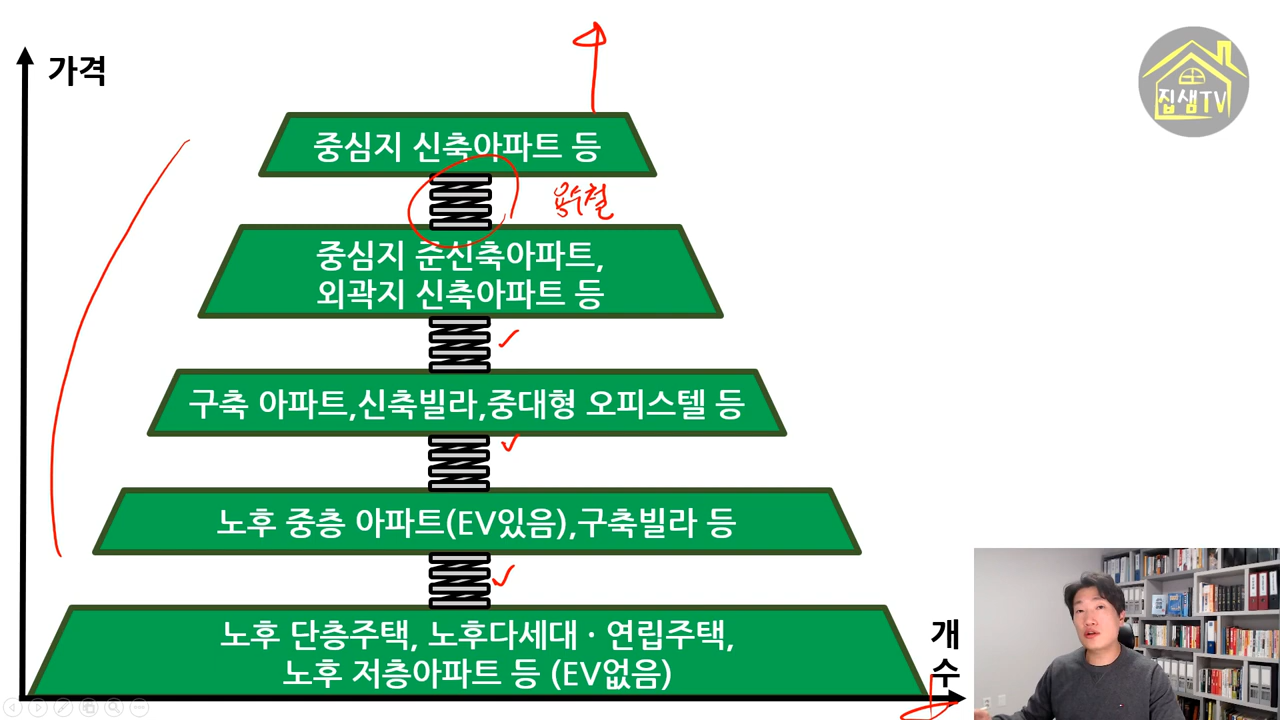 가격
집샘TV
중심지 신축아파트 등
용수철
중심지 준신축아파트,
외곽지 신축아파트 등
구축 아파트,신축빌라,중대형 오피스텔 등
노후 중층 아파트(EV있음),구축빌라 등
노후 단층주택, 노후다세대 · 연립주택,
노후 저층아파트 등 (EV없음)
개
수